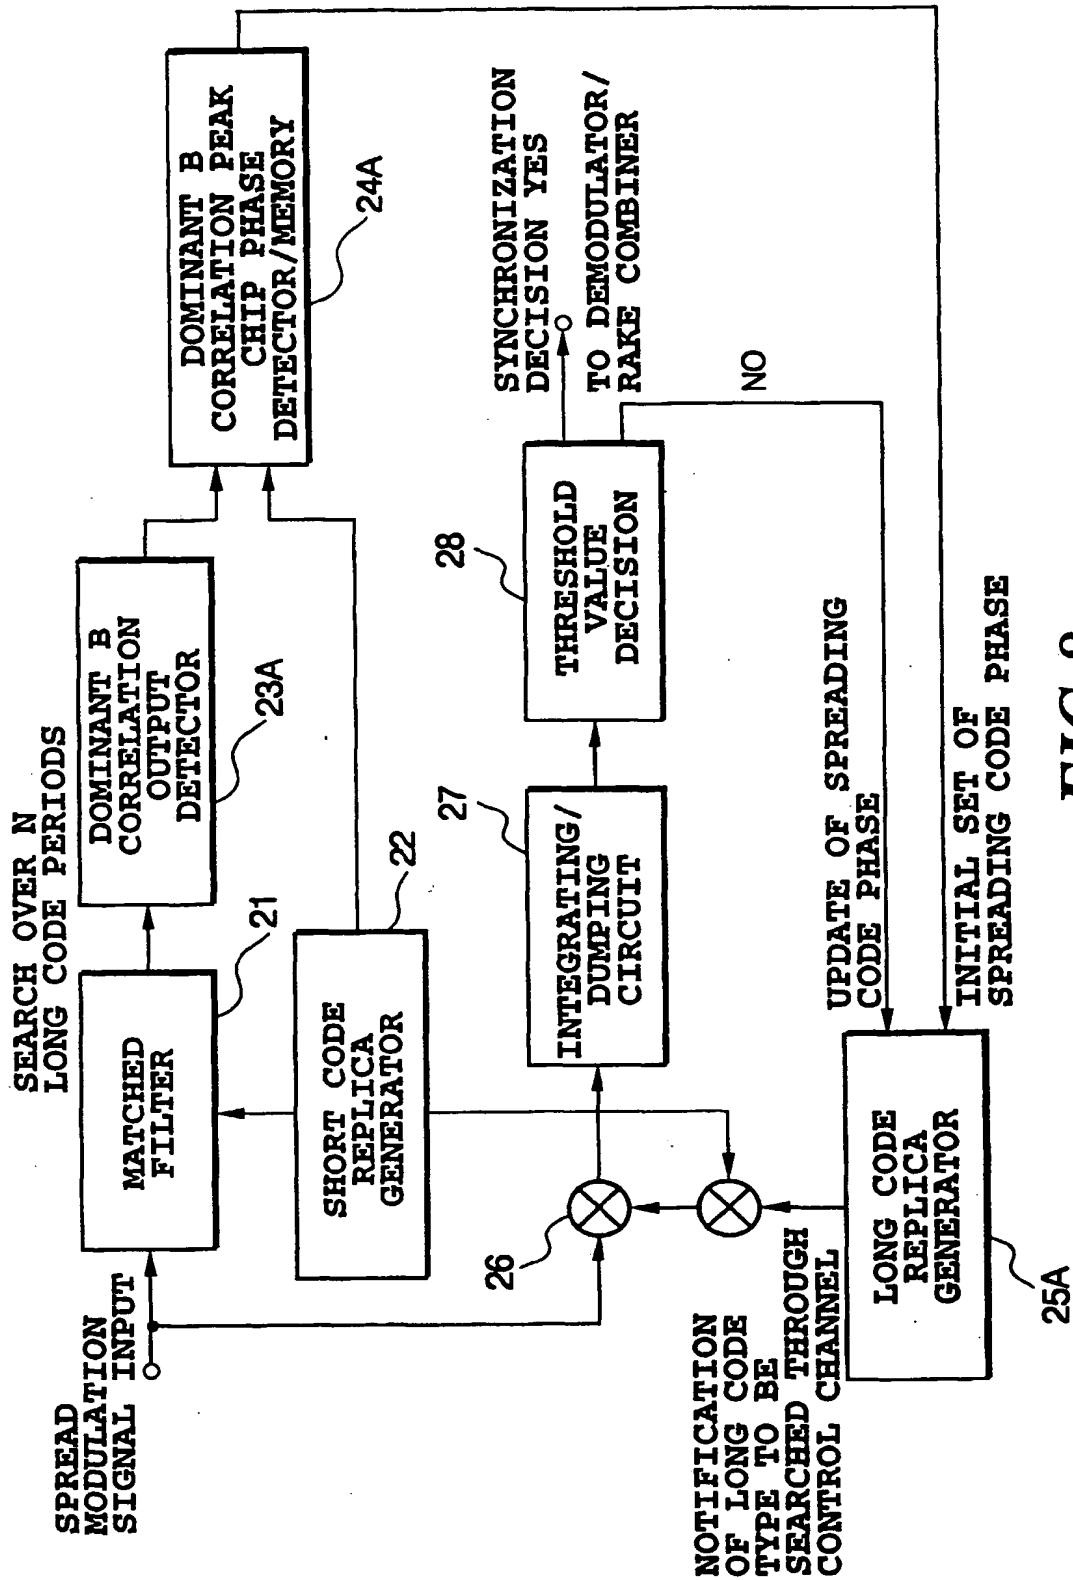 SEARCH OVER N
LONG CODE PERIODS
SPREAD
MODULATION
SIGNAL INPUT
MATCHED
FILTER
21
DOMINANT B
CORRELATION
OUTPUT
DETECTOR
23A
DOMINANT B
CORRELATION PEAK
CHIP PHASE
DETECTOR/MEMORY
24A
SHORT CODE
REPLICA
GENERATOR
22
26
INTEGRATING/
DUMPING
CIRCUIT
27
THRESHOLD
VALUE
DECISION
28
SYNCHRONIZATION
DECISION YES
TO DEMODULATOR/
RAKE COMBINER
NO
NOTIFICATION
OF LONG CODE
TYPE TO BE
SEARCHED THROUGH
CONTROL CHANNEL
LONG CODE
REPLICA
GENERATOR
25A
UPDATE OF SPREADING
CODE PHASE
INITIAL SET OF
SPREADING CODE PHASE